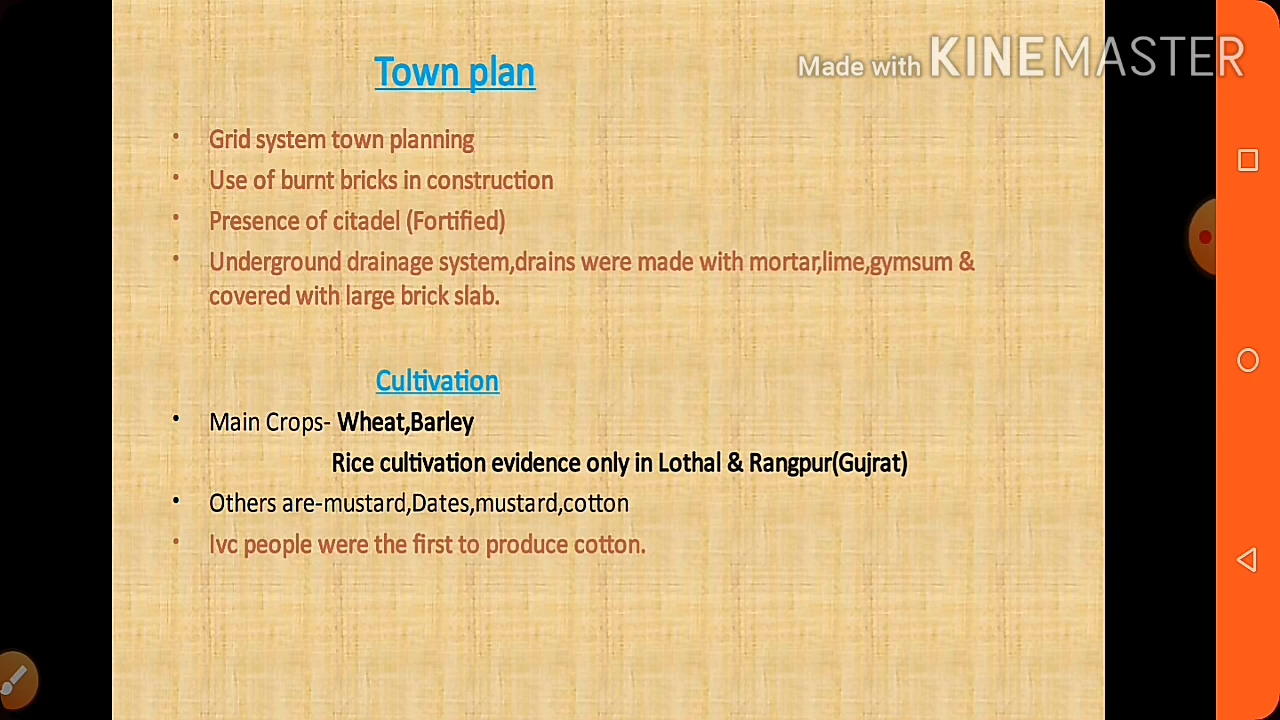 Made with KINEMASTER
Town plan
• Grid system town planning
• Use of burnt bricks in construction
• Presence of citadel (Fortified)
• Underground drainage system,drains were made with mortar,lime,gymsum &
covered with large brick slab.
Cultivation
• Main Crops- Wheat,Barley
Rice cultivation evidence only in Lothal & Rangpur(Gujrat)
• Others are-mustard,Dates,mustard,cotton
• Ivc people were the first to produce cotton.